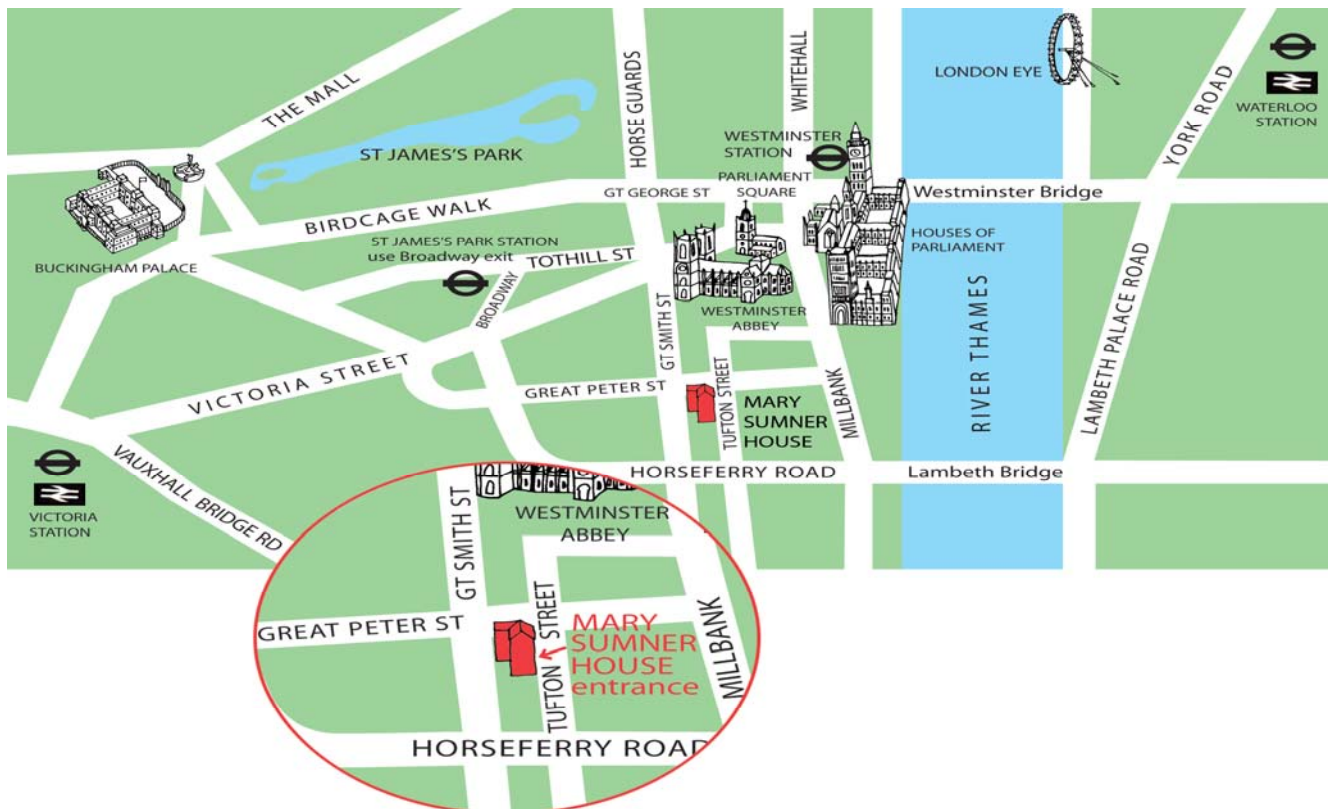 THE MALL
ST JAMES'S PARK
HORSE GUARDS
WHITEHALL
LONDON EYE
YORK ROAD
WATERLOO
STATION
WESTMINSTER
STATION
PARLIAMENT
SQUARE
GT GEORGE ST
Westminster Bridge
BIRDCAGE WALK
HOUSES OF
PARLIAMENT
BUCKINGHAM PALACE
ST JAMES'S PARK STATION
use Broadway exit
TOTHILL ST
BROADWAY
WESTMINSTER
ABBEY
GT SMITH ST
RIVER THAMES
LAMBETH PALACE ROAD
VICTORIA STREET
GREAT PETER ST
TUFTON STREET
MARY
SUMNER
HOUSE
MILLBANK
VAUXHALL BRIDGE RD
VICTORIA
STATION
HORSEFERRY ROAD
Lambeth Bridge
GT SMITH ST
WESTMINSTER
ABBEY
GREAT PETER ST
TUFTON STREET
MARY
SUMNER
HOUSE
entrance
MILLBANK
HORSEFERRY ROAD